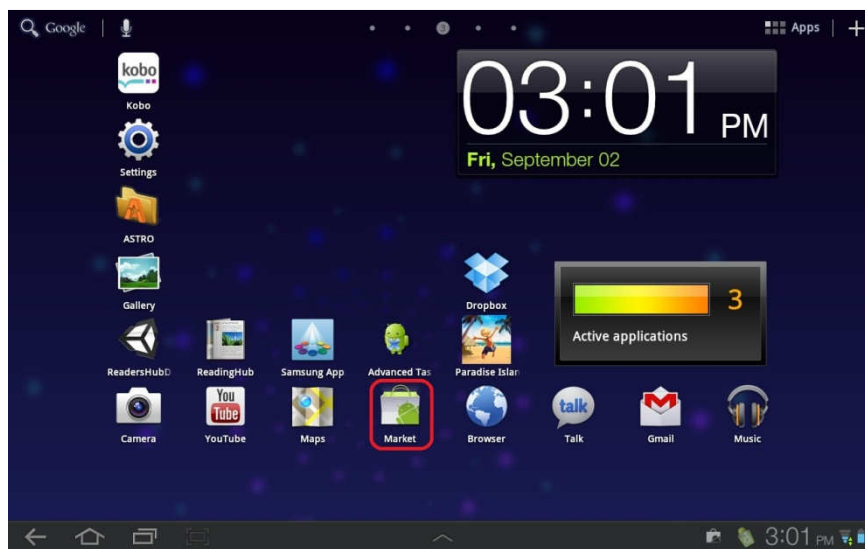 Google
3
Apps
kobo
Kobo
03:01 PM
Fri, September 02
Settings
ASTRO
Gallery
Dropbox
3
Active applications
ReadersHubD
ReadingHub
Samsung App
Advanced Tas
Paradise Islan
You
Tube
talk
Camera
YouTube
Maps
Market
Browser
Talk
Gmail
Music
3:01 PM